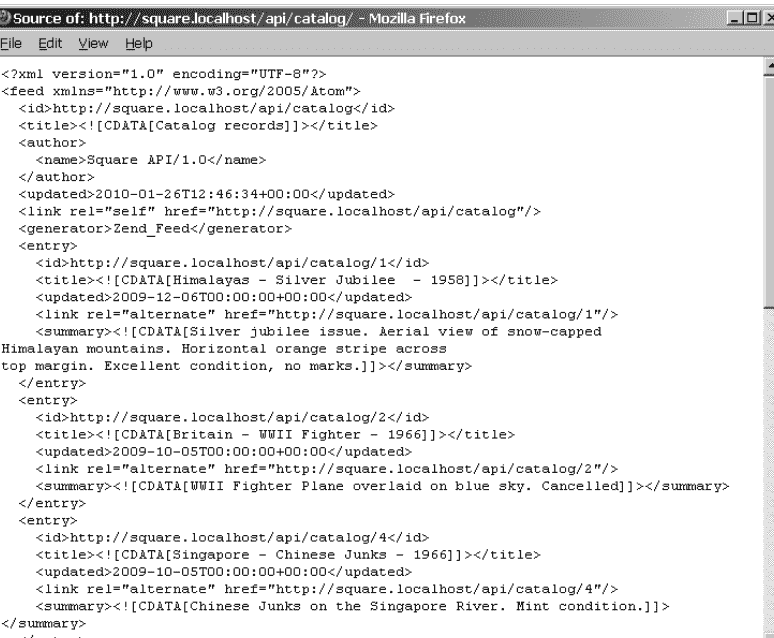 Source of: http://square.localhost/api/catalog/ - Mozilla Firefox
File Edit View Help
<?xml version="1.0" encoding="UTF-8"?>
<feed xmlns="http://www.w3.org/2005/Atom">
<id>http://square.localhost/api/catalog</id>
<title><![CDATA[Catalog records]]></title>
<author>
<name>Square API/1.0</name>
</author>
<updated>2010-01-26T12:46:34+00:00</updated>
<link rel="self" href="http://square.localhost/api/catalog"/>
<generator>Zend_Feed</generator>
<entry>
<id>http://square.localhost/api/catalog/1</id>
<title><![CDATA[Himalayas - Silver Jubilee  - 1958]]></title>
<updated>2009-12-06T00:00:00+00:00</updated>
<link rel="alternate" href="http://square.localhost/api/catalog/1"/>
<summary><![CDATA[Silver jubilee issue. Aerial view of snow-capped
Himalayan mountains. Horizontal orange stripe across
top margin. Excellent condition, no marks.]]></summary>
</entry>
<entry>
<id>http://square.localhost/api/catalog/2</id>
<title><![CDATA[Britain - WWII Fighter - 1966]]></title>
<updated>2009-10-05T00:00:00+00:00</updated>
<link rel="alternate" href="http://square.localhost/api/catalog/2"/>
<summary><![CDATA[WWII Fighter Plane overlaid on blue sky. Cancelled]]></summary>
</entry>
<entry>
<id>http://square.localhost/api/catalog/4</id>
<title><![CDATA[Singapore - Chinese Junks - 1966]]></title>
<updated>2009-10-05T00:00:00+00:00</updated>
<link rel="alternate" href="http://square.localhost/api/catalog/4"/>
<summary><![CDATA[Chinese Junks on the Singapore River. Mint condition.]]>
</summary>